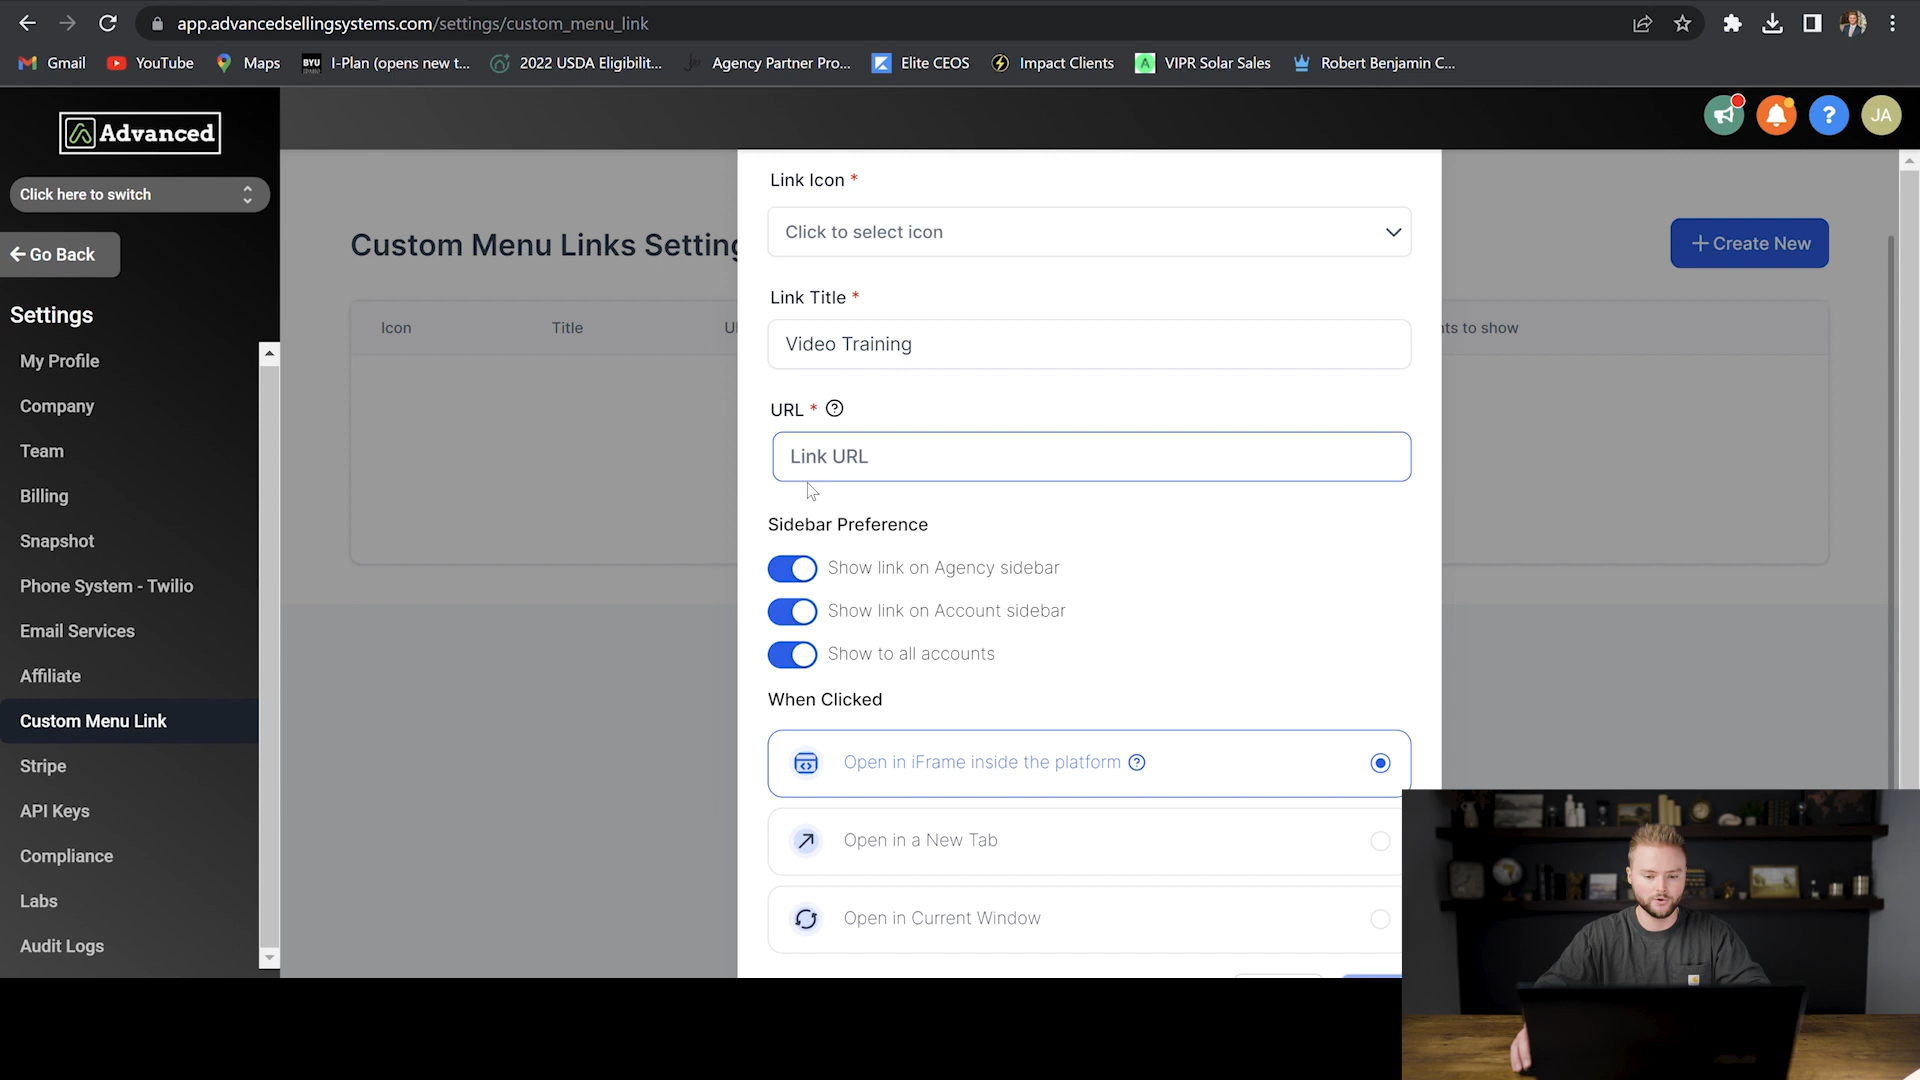 app.advancedsellingsystems.com/settings/custom_menu_link
Gmail
YouTube
Maps
BYU
I-Plan (opens new t...
2022 USDA Eligibilit...
Agency Partner Pro...
Elite CEOS
Impact Clients
A
VIPR Solar Sales
Robert Benjamin C...
Advanced
?
JA
Click here to switch
Go Back
Settings
My Profile
Company
Team
Billing
Snapshot
Phone System - Twilio
Email Services
Affiliate
Custom Menu Link
Stripe
API Keys
Compliance
Labs
Audit Logs
Custom Menu Links Setting
+ Create New
Icon
Title
nts to show
Link Icon *
Click to select icon
Link Title *
Video Training
URL * ?
Link URL
Sidebar Preference
Show link on Agency sidebar
Show link on Account sidebar
Show to all accounts
When Clicked
Open in iFrame inside the platform ?
Open in a New Tab
Open in Current Window